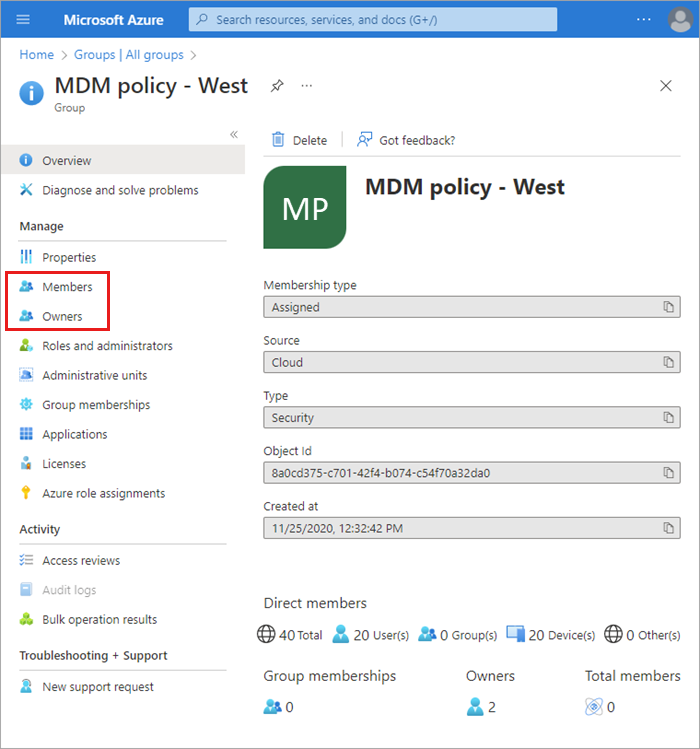 Microsoft Azure
Search resources, services, and docs (G+/)
Home > Groups | All groups >
MDM policy - West
Group
Overview
Diagnose and solve problems
Manage
Properties
Members
Owners
Roles and administrators
Administrative units
Group memberships
Applications
Licenses
Azure role assignments
Activity
Access reviews
Audit logs
Bulk operation results
Troubleshooting + Support
New support request
Delete
Got feedback?
MP
MDM policy - West
Membership type
Assigned
Source
Cloud
Type
Security
Object Id
8a0cd375-c701-42f4-b074-c54f70a32da0
Created at
11/25/2020, 12:32:42 PM
Direct members
40 Total 20 User(s) 0 Group(s) 20 Device(s) 0 Other(s)
Group memberships Owners Total members
0 2 0